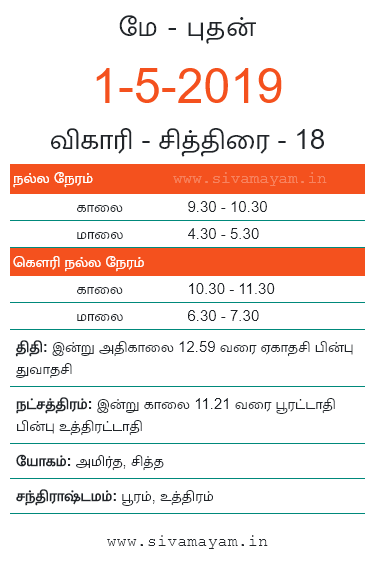 மே - புதன்
1-5-2019
விகாரி - சித்திரை - 18
நல்ல நேரம் www.sivamayam.in
காலை 9.30 - 10.30
மாலை 4.30 - 5.30
கௌரி நல்ல நேரம்
காலை 10.30 - 11.30
மாலை 6.30 - 7.30
திதி: இன்று அதிகாலை 12.59 வரை ஏகாதசி பின்பு
துவாதசி
நட்சத்திரம்: இன்று காலை 11.21 வரை பூரட்டாதி
பின்பு உத்திரட்டாதி
யோகம்: அமிர்த, சித்த
சந்திராஷ்டமம்: பூரம், உத்திரம்
www.sivamayam.in